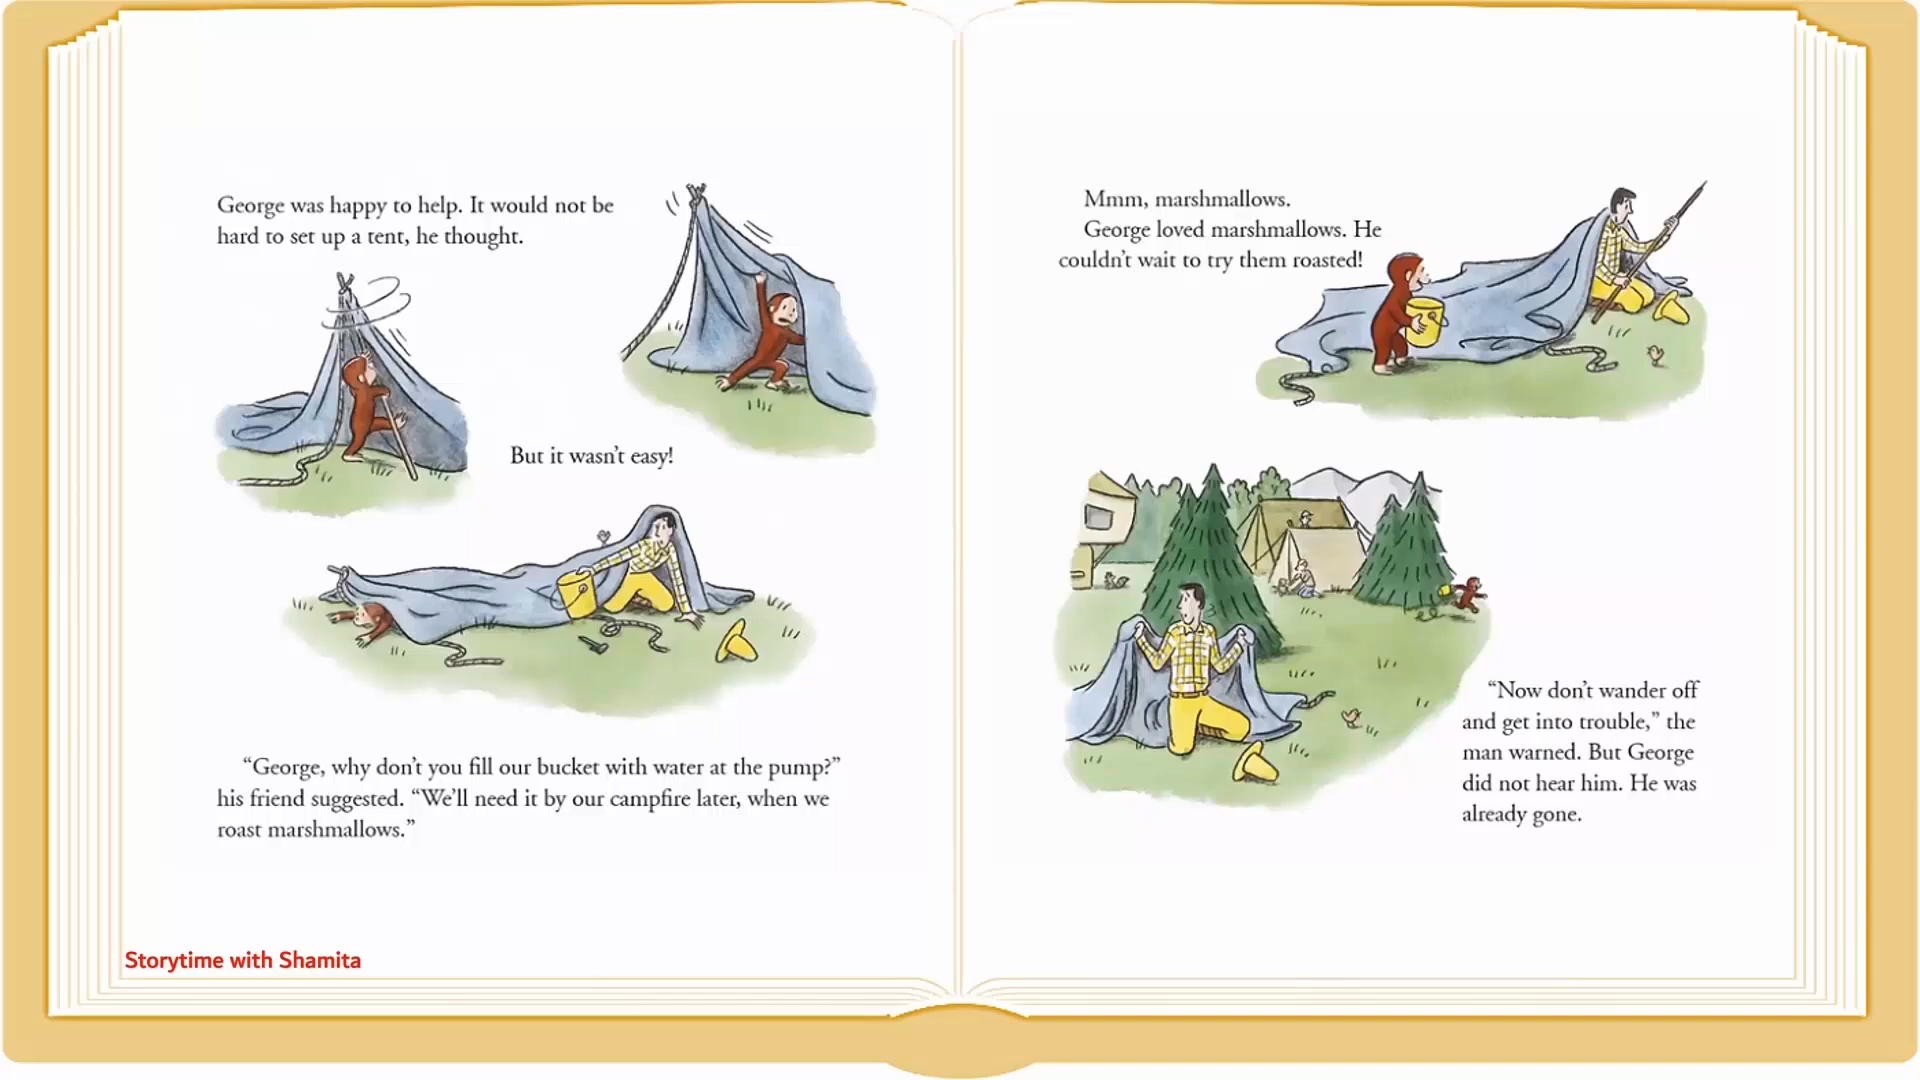 George was happy to help. It would not be
hard to set up a tent, he thought.
But it wasn't easy!
“George, why don't you fill our bucket with water at the pump?”
his friend suggested. “We'll need it by our campfire later, when we
roast marshmallows.”
Mmm, marshmallows.
George loved marshmallows. He
couldn't wait to try them roasted!
“Now don't wander off
and get into trouble,” the
man warned. But George
did not hear him. He was
already gone.
Storytime with Shamita